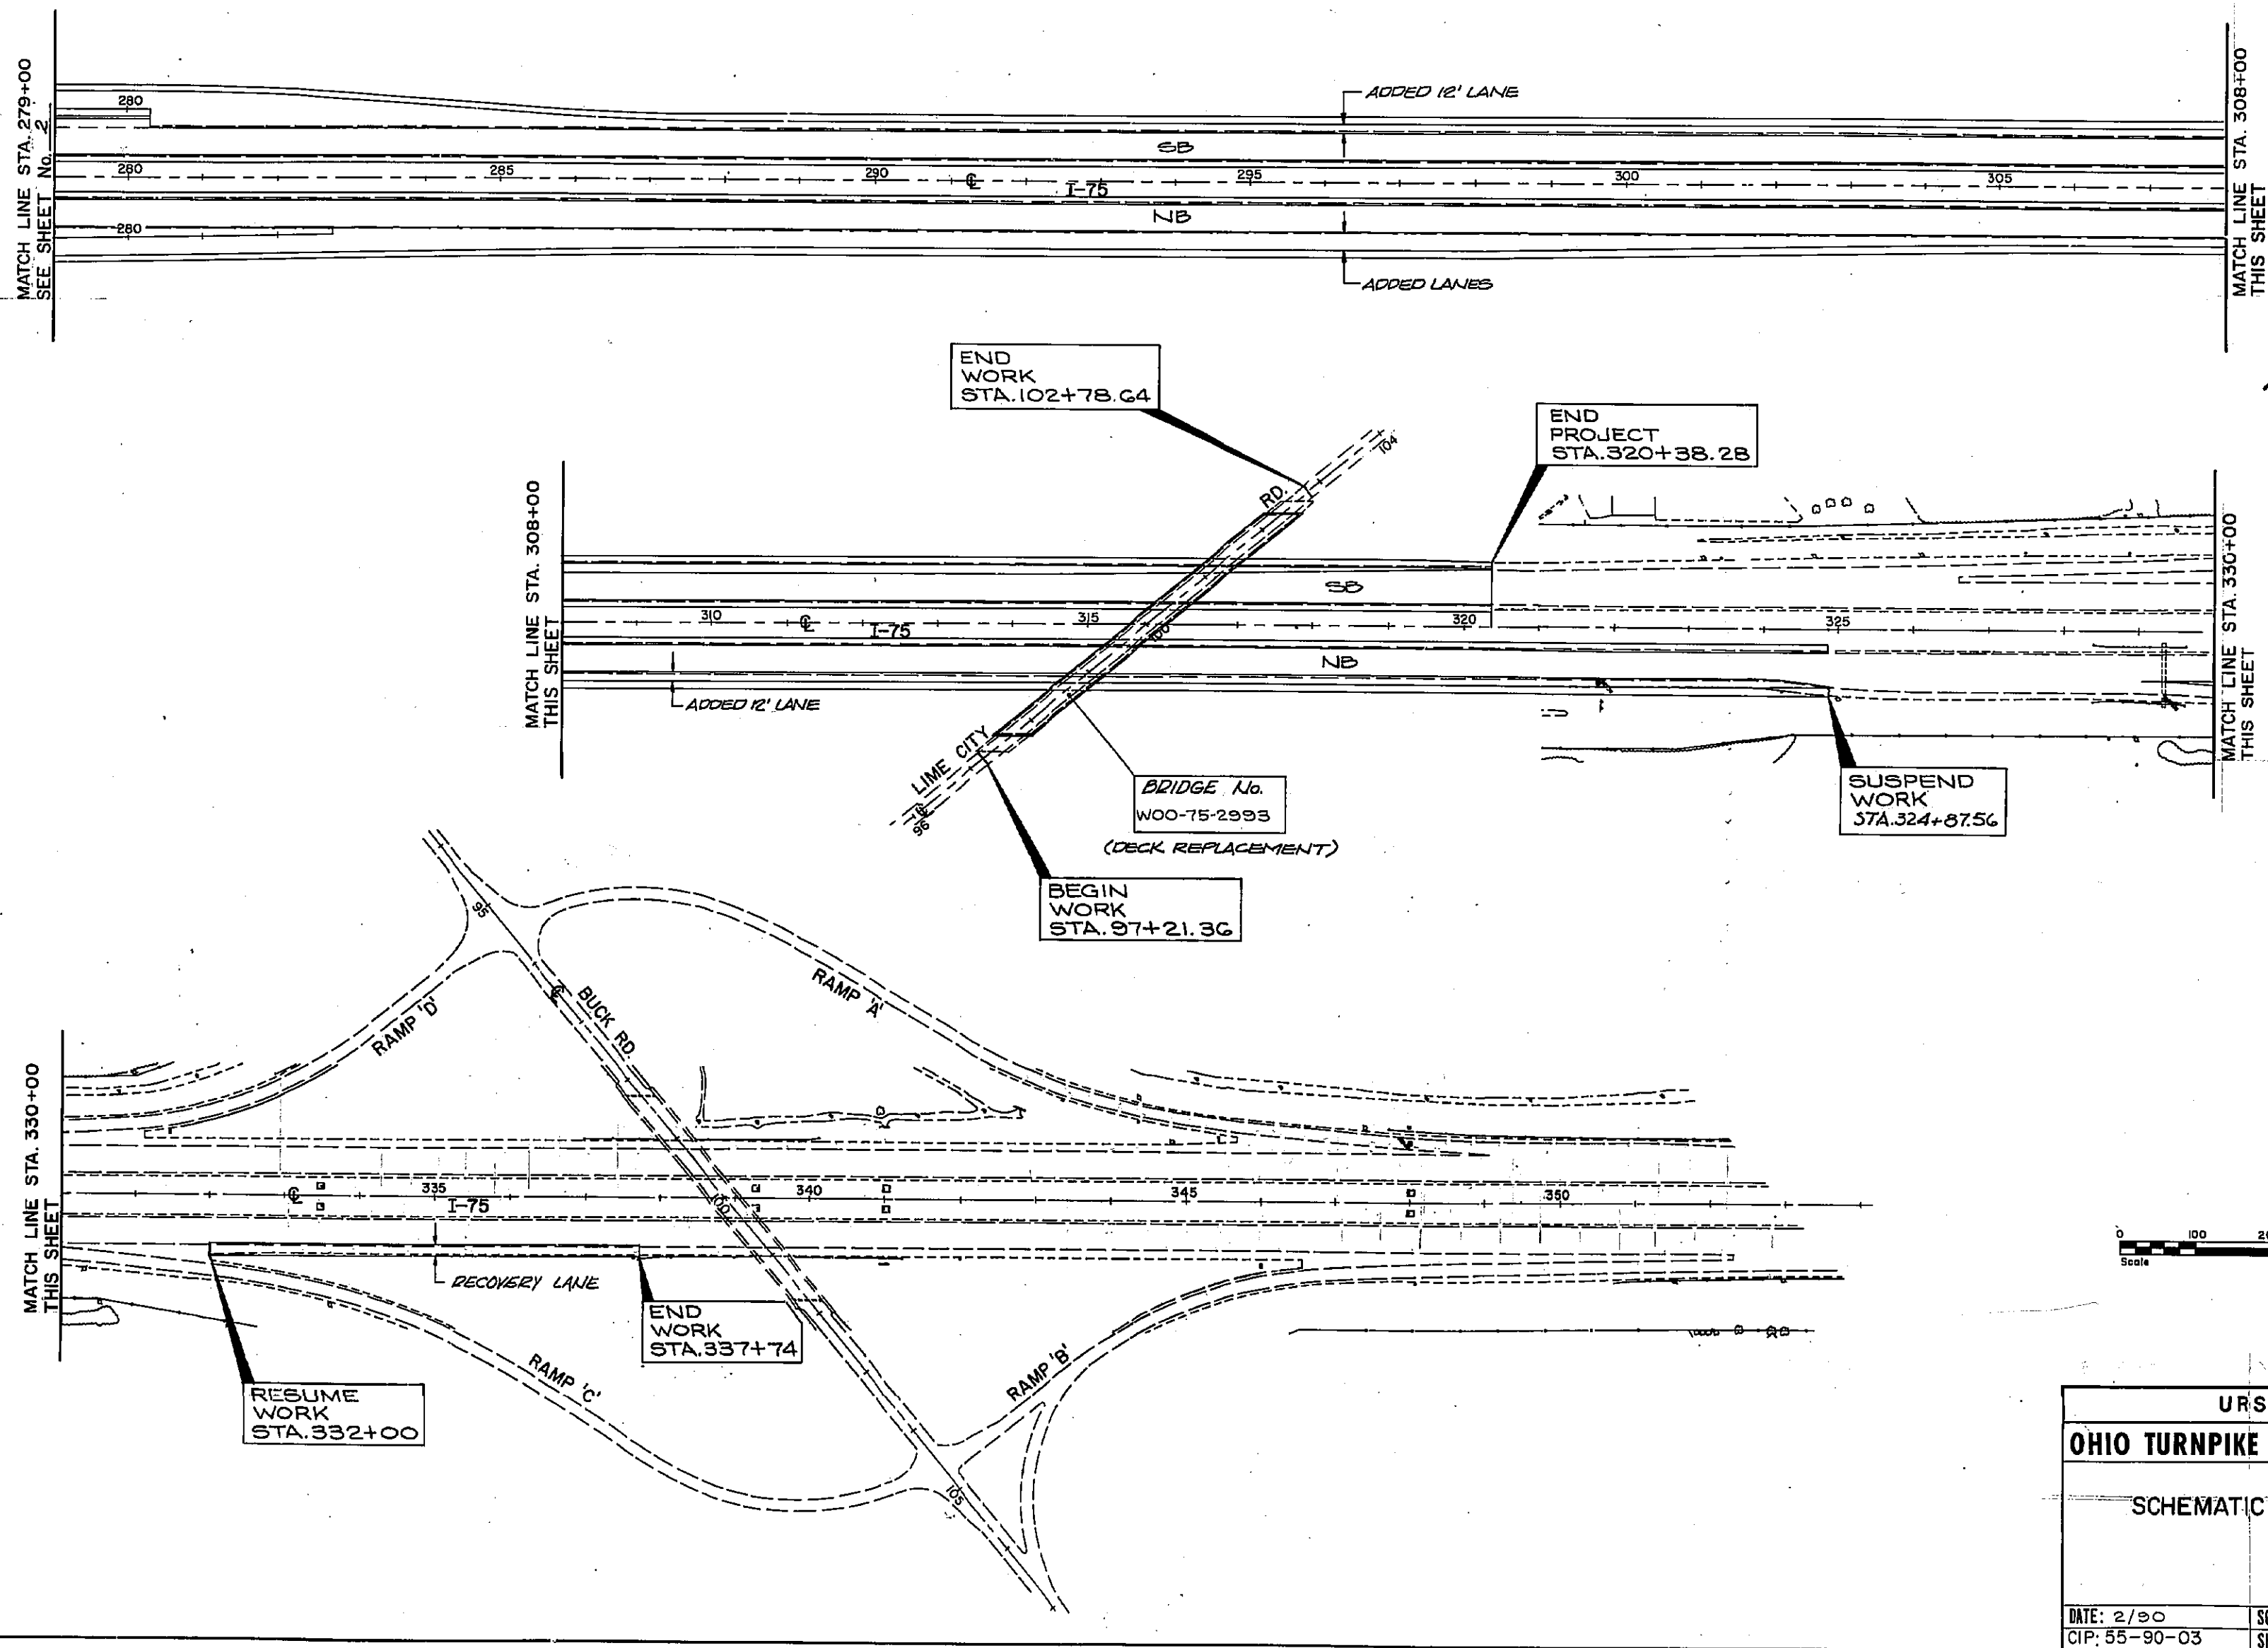 MATCH LINE STA. 279+00
SEE SHEET No. 2
280
280
280
285
290
℄
I-75
295
300
305
SB
NB
ADDED 12' LANE
ADDED LANES
MATCH LINE STA. 308+00
THIS SHEET
END
WORK
STA.102+78.64
END
PROJECT
STA.320+38.28
MATCH LINE STA. 308+00
THIS SHEET
104
RD.
SB
310
℄
I-75
315
100
320
325
NB
ADDED 12' LANE
LIME CITY
℄
96
BRIDGE No.
WOO-75-2993
(DECK REPLACEMENT)
BEGIN
WORK
STA.97+21.36
SUSPEND
WORK
STA.324+87.56
MATCH LINE STA. 330+00
THIS SHEET
MATCH LINE STA. 330+00
THIS SHEET
95
℄
BUCK RD.
RAMP 'D'
RAMP 'A'
℄
335
I-75
100
340
345
350
RECOVERY LANE
END
WORK
STA.337+74
RESUME
WORK
STA.332+00
RAMP 'C'
RAMP 'B'
105
0
100
Scale
URS
OHIO TURNPIKE
SCHEMATIC
DATE: 2/90
CIP: 55-90-03